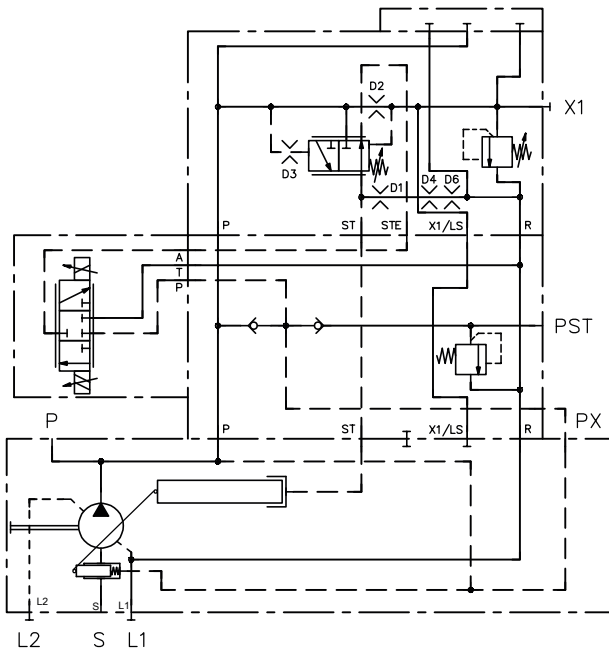 D2
X1
D3
D1
D4 D6
P ST STE X1/LS R
A
T
P
PST
P P ST X1/LS R PX
L2 S L1
L2 S L1